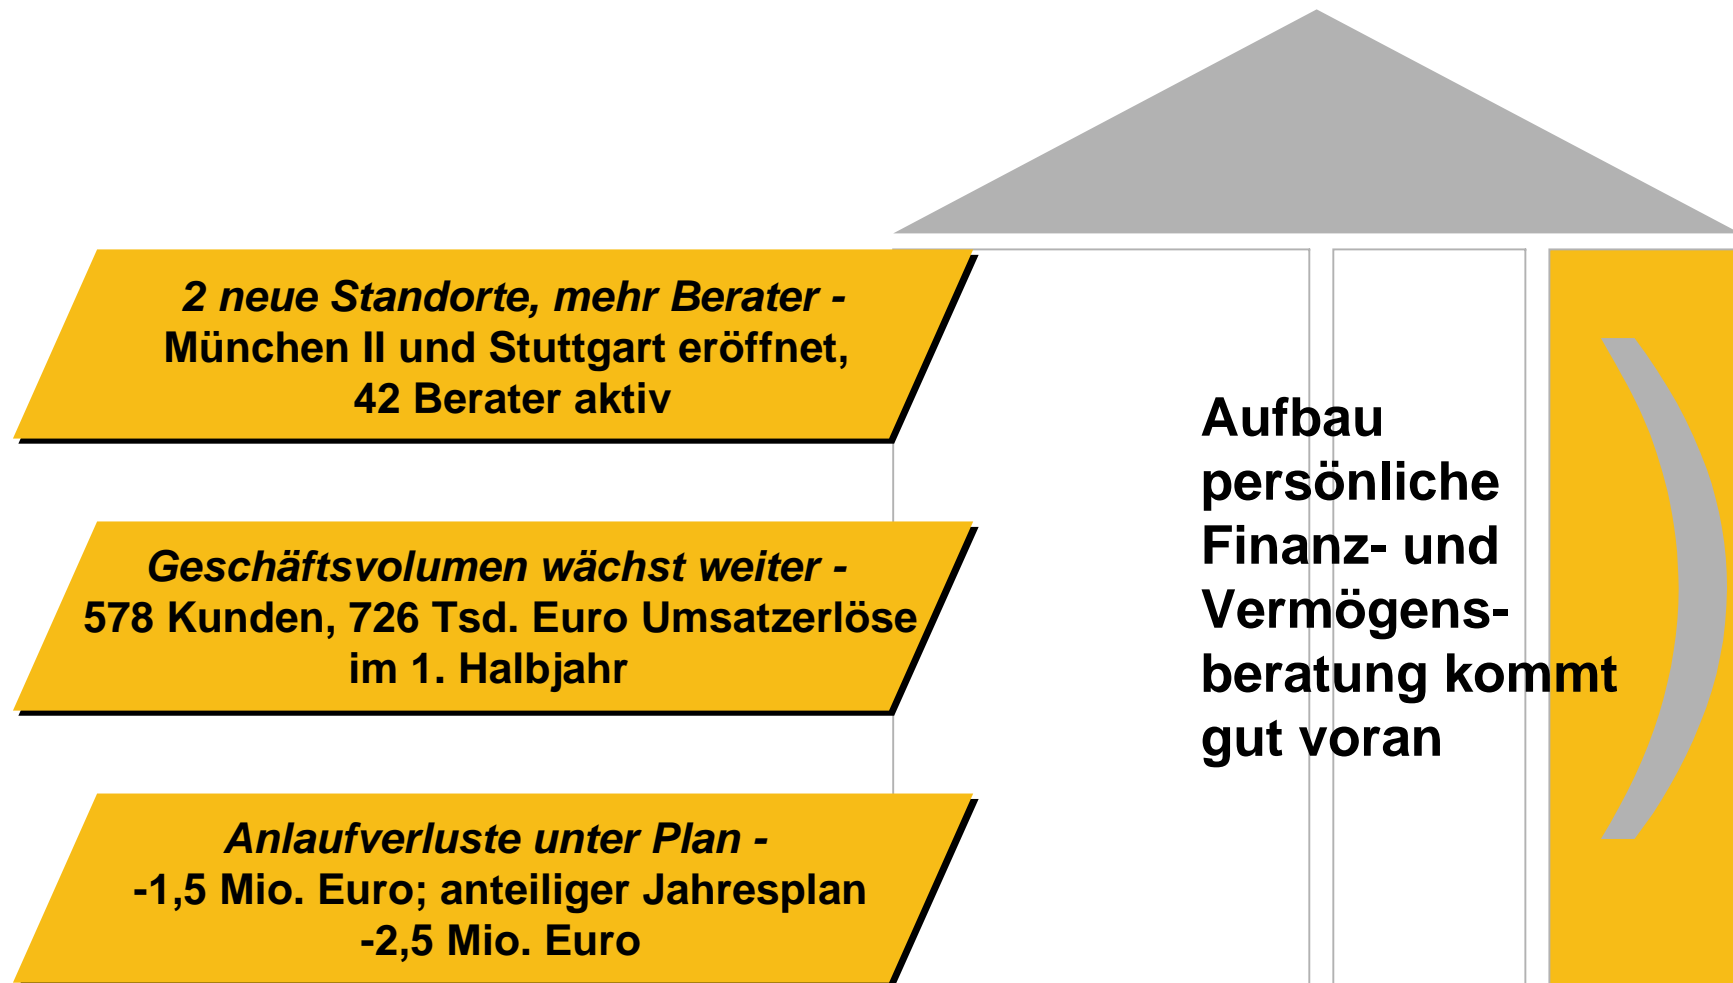 2 neue Standorte, mehr Berater -
München II und Stuttgart eröffnet,
42 Berater aktiv
Geschäftsvolumen wächst weiter -
578 Kunden, 726 Tsd. Euro Umsatzerlöse
im 1. Halbjahr
Anlaufverluste unter Plan -
-1,5 Mio. Euro; anteiliger Jahresplan
-2,5 Mio. Euro
Aufbau
persönliche
Finanz- und
Vermögens-
beratung kommt
gut voran
)